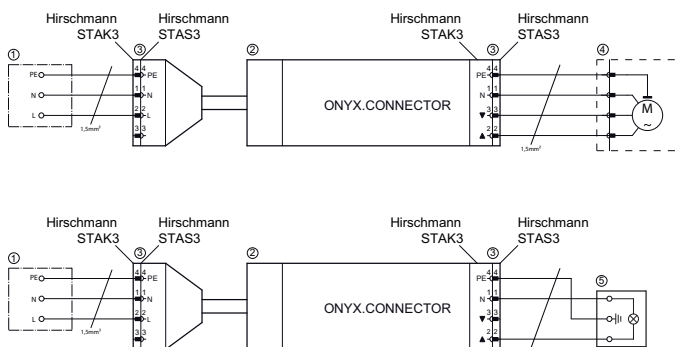 Hirschmann STAK3
Hirschmann STAS3
Hirschmann STAK3
Hirschmann STAS3
① ③ ② ③ ④
PE 4 4 PE
N 1 1 N
L 2 2 L
3 3
1,5mm²
ONYX.CONNECTOR
PE 4 4
N 1 1
▼ 3 3
▲ 2 2
1,5mm²
M
~
Hirschmann STAK3
Hirschmann STAS3
Hirschmann STAK3
Hirschmann STAS3
① ③ ② ③ ⑤
PE 4 4 PE
N 1 1 N
L 2 2 L
3 3
1,5mm²
ONYX.CONNECTOR
PE 4 4
N 1 1
▼ 3 3
▲ 2 2